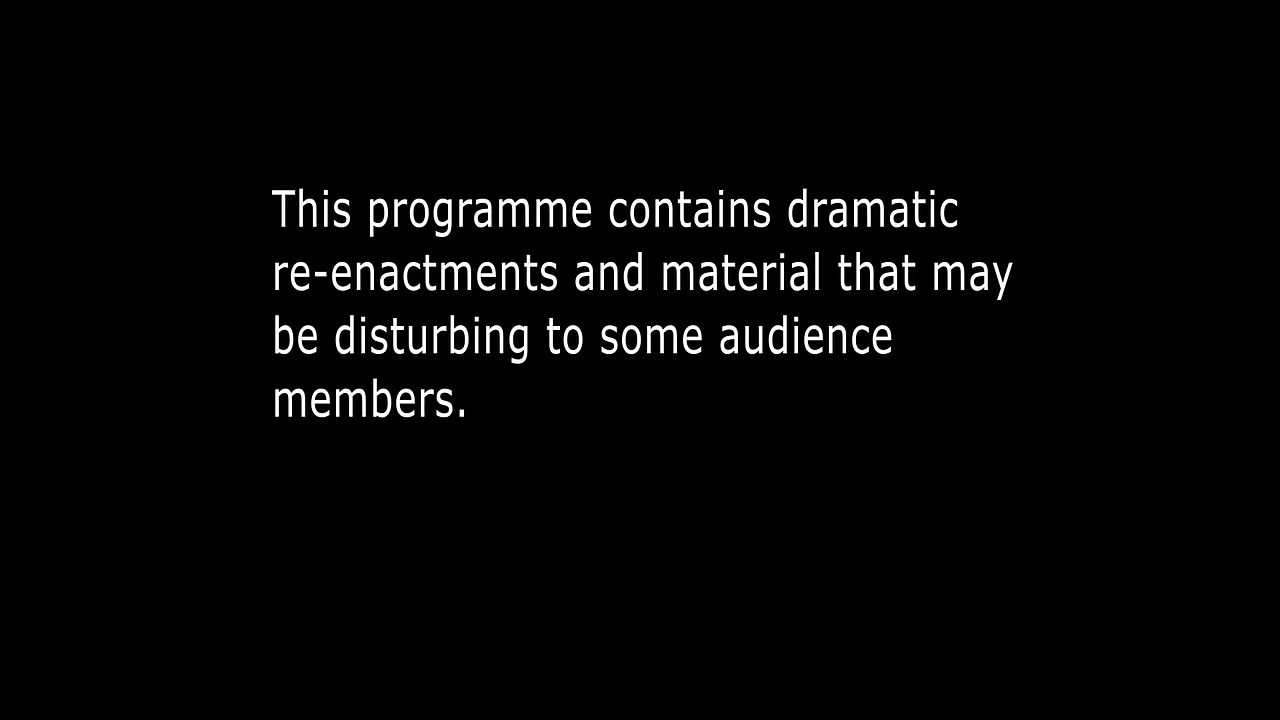 This programme contains dramatic
re-enactments and material that may
be disturbing to some audience
members.